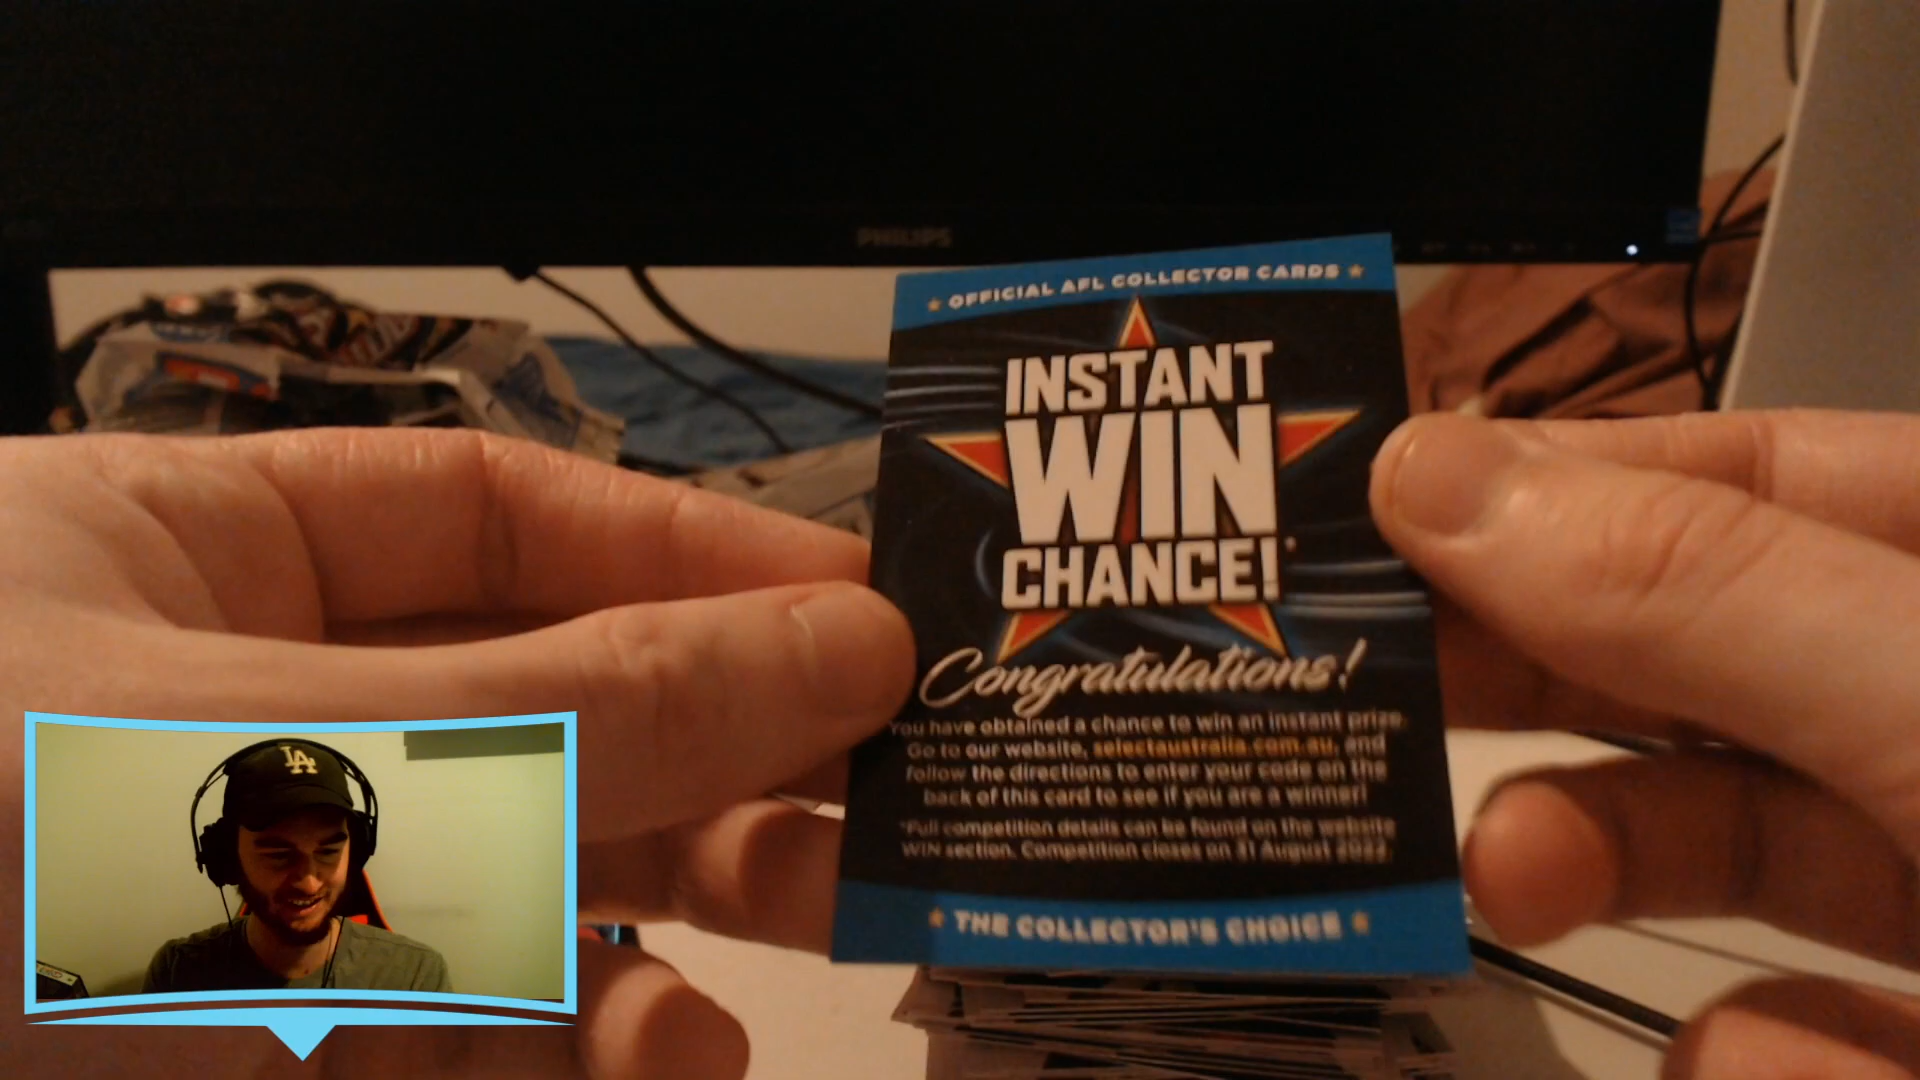 PHILIPS
OFFICIAL AFL COLLECTOR CARDS
INSTANT
WIN
CHANCE!*
Congratulations!
You have obtained a chance to win an instant prize.
Go to our website, selectaustralia.com.au, and
follow the directions to enter your code on the
back of this card to see if you are a winner!
*Full competition details can be found on the website
WIN section. Competition closes on 31 August 2022.
THE COLLECTOR'S CHOICE
LA